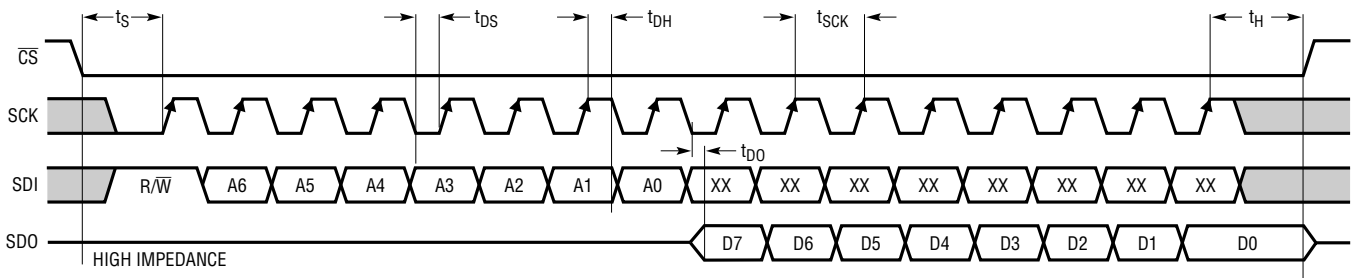 tS tDS tDH tSCK tH
CS
SCK
tDO
SDI R/W A6 A5 A4 A3 A2 A1 A0 XX XX XX XX XX XX XX XX
SDO D7 D6 D5 D4 D3 D2 D1 D0
HIGH IMPEDANCE